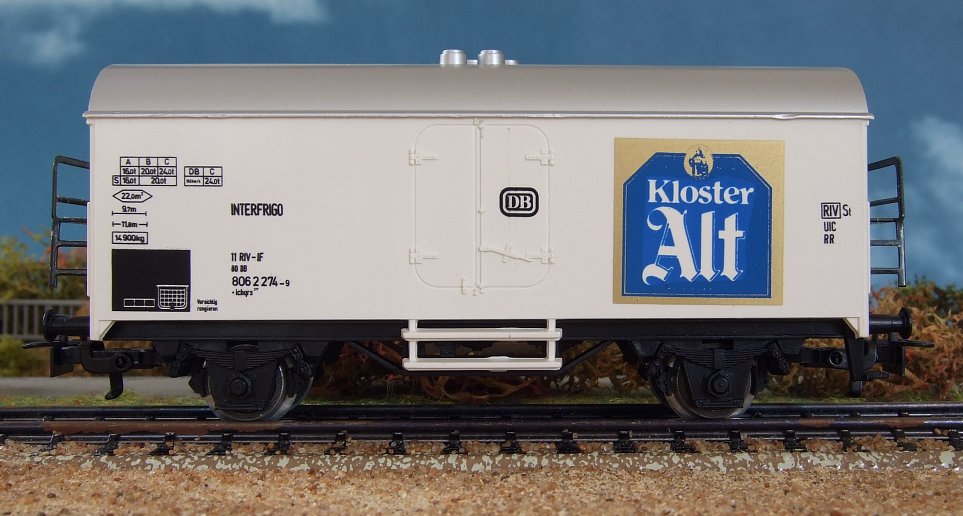 A B C
16,0t 20,0t 24,0t
S 16,0t 20,0t
DB C
24,0t
22,0m²
9.7m
11,8m
14 900kg
INTERFRIGO
11 RIV-IF
80 DB
806 2 274-9
Vorsichtig
rangieren
DB
Kloster
Alt
RIV St
UIC
RR